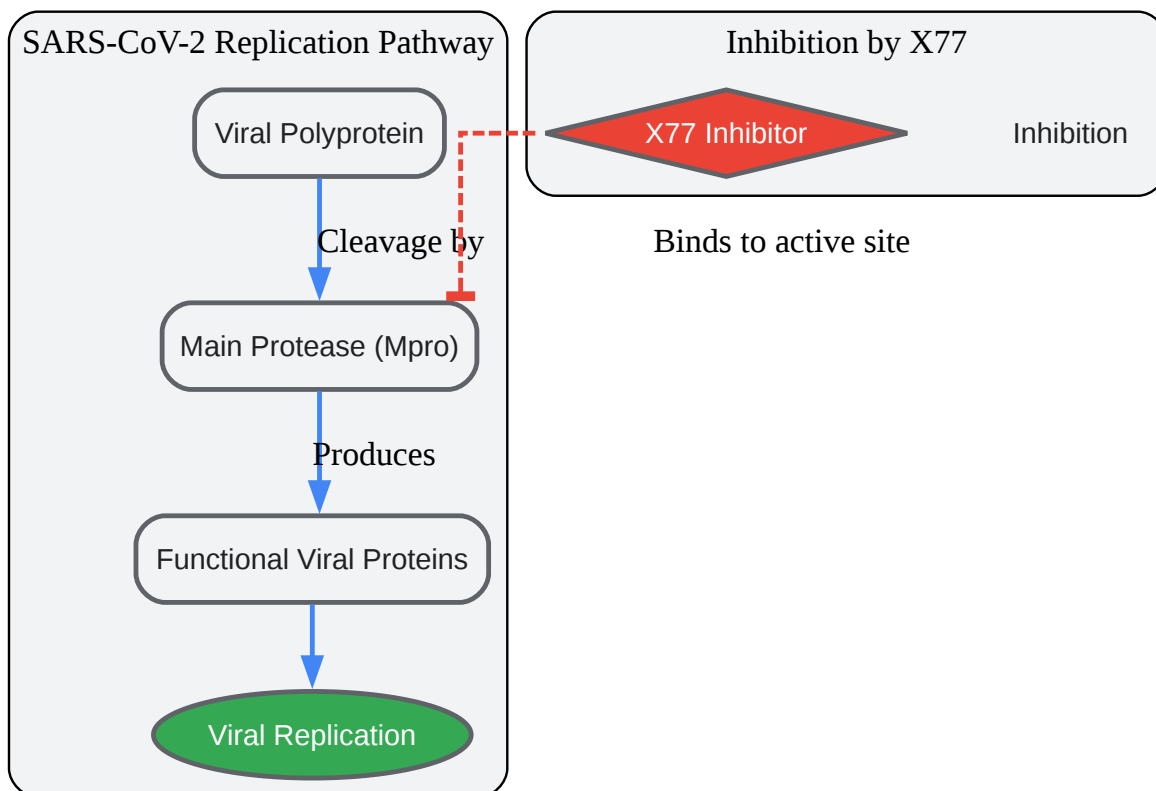 SARS-CoV-2 Replication Pathway
Inhibition by X77
Viral Polyprotein
X77 Inhibitor
Inhibition
Cleavage by
Binds to active site
Main Protease (Mpro)
Produces
Functional Viral Proteins
Viral Replication